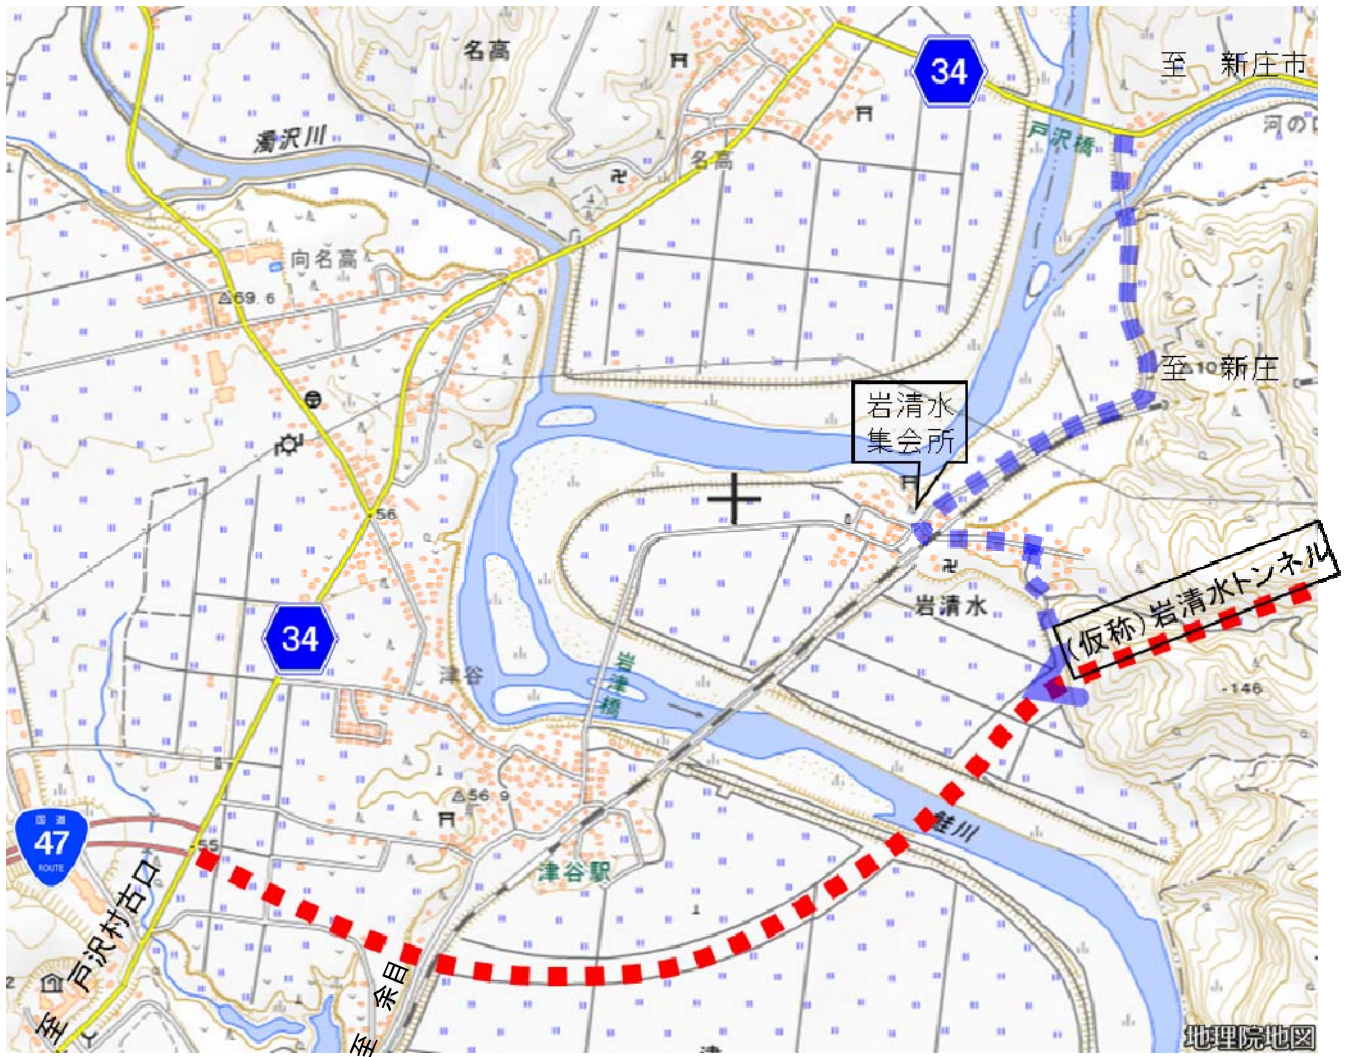 名高
34
至 新庄市
河の口
戸沢橋
濁沢川
名高
向名高
69.6
至 新庄
岩清水
集会所
56
(仮称)岩清水トンネル
岩清水
34
津谷
岩津橋
-146
56.9
国道
47
ROUTE
55
鮭川
津谷駅
至 戸沢村古口
至 余目
津
地理院地図